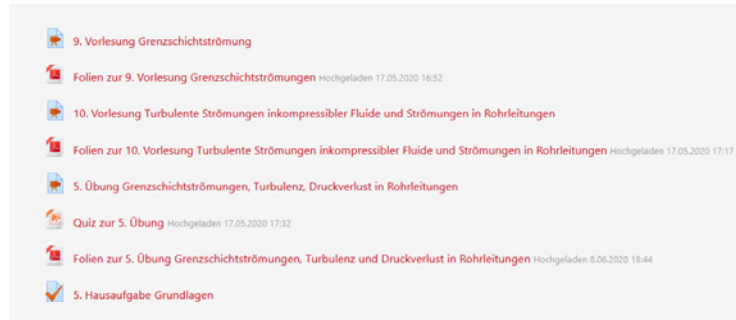 9. Vorlesung Grenzschichtströmung
Folien zur 9. Vorlesung Grenzschichtströmungen Hochgeladen 17.05.2020 16:52
10. Vorlesung Turbulente Strömungen inkompressibler Fluide und Strömungen in Rohrleitungen
Folien zur 10. Vorlesung Turbulente Strömungen inkompressibler Fluide und Strömungen in Rohrleitungen Hochgeladen 17.05.2020 17:17
5. Übung Grenzschichtströmungen, Turbulenz, Druckverlust in Rohrleitungen
Quiz zur 5. Übung Hochgeladen 17.05.2020 17:32
Folien zur 5. Übung Grenzschichtströmungen, Turbulenz und Druckverlust in Rohrleitungen Hochgeladen 8.06.2020 18:44
5. Hausaufgabe Grundlagen